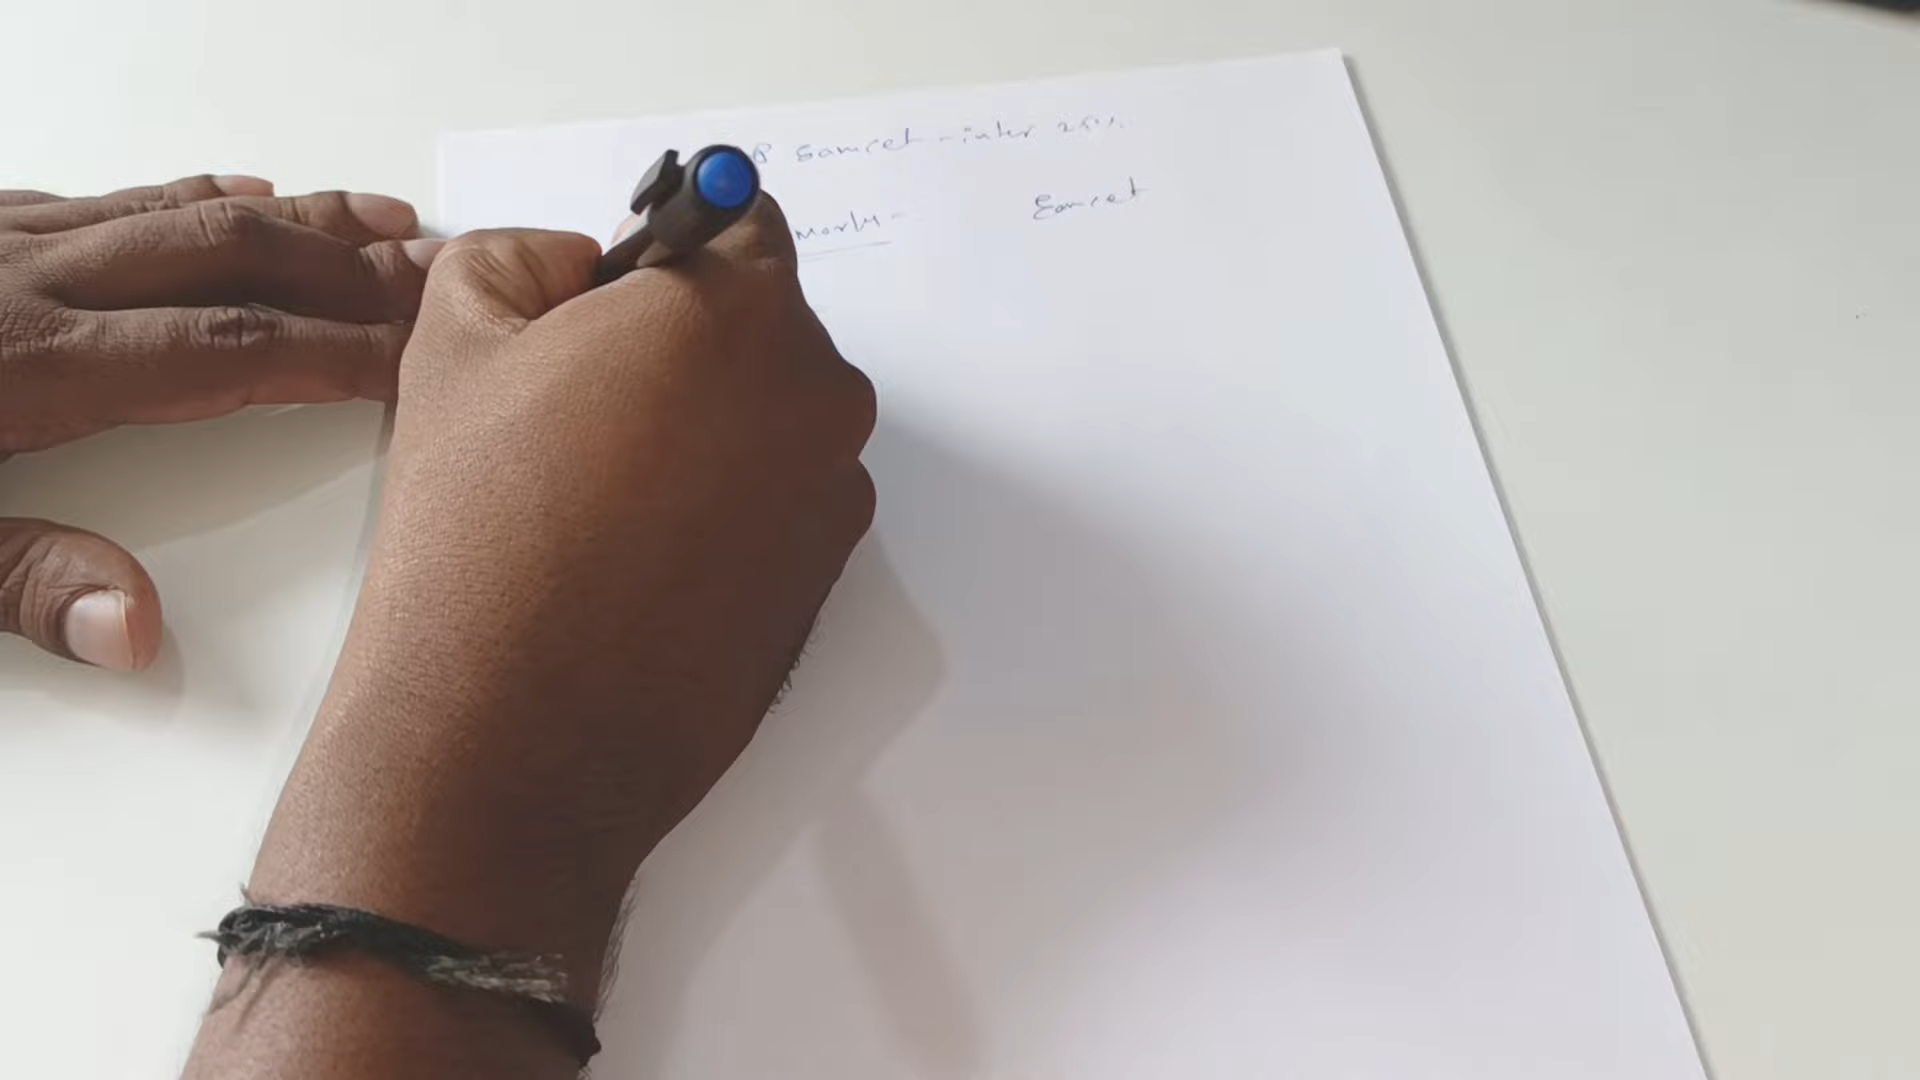 P Eamcet - inter 25%.
Marks -
Eamcet